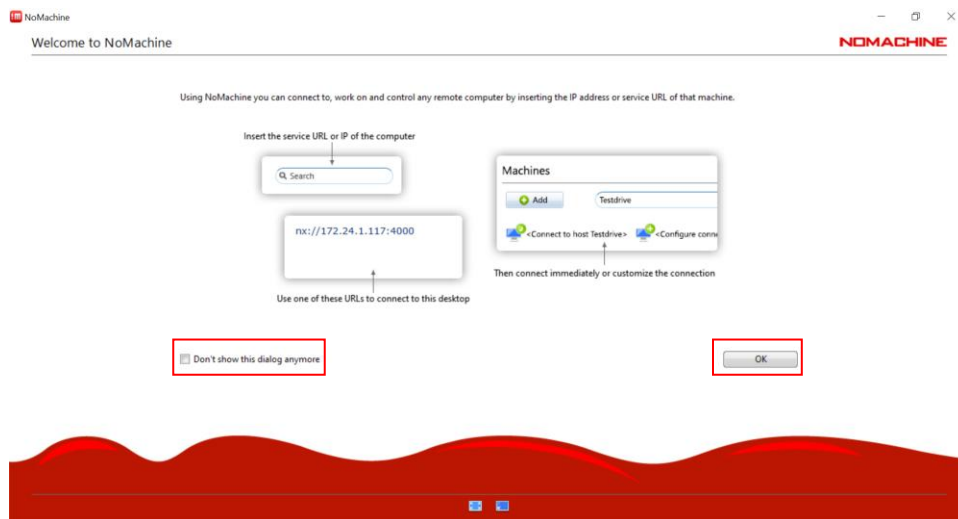 NoMachine
Welcome to NoMachine
NOMACHINE
Using NoMachine you can connect to, work on and control any remote computer by inserting the IP address or service URL of that machine.
Insert the service URL or IP of the computer
Search
nx://172.24.1.117:4000
Use one of these URLs to connect to this desktop
Machines
Add
Testdrive
<Connect to host Testdrive>
<Configure conn
Then connect immediately or customize the connection
Don't show this dialog anymore
OK